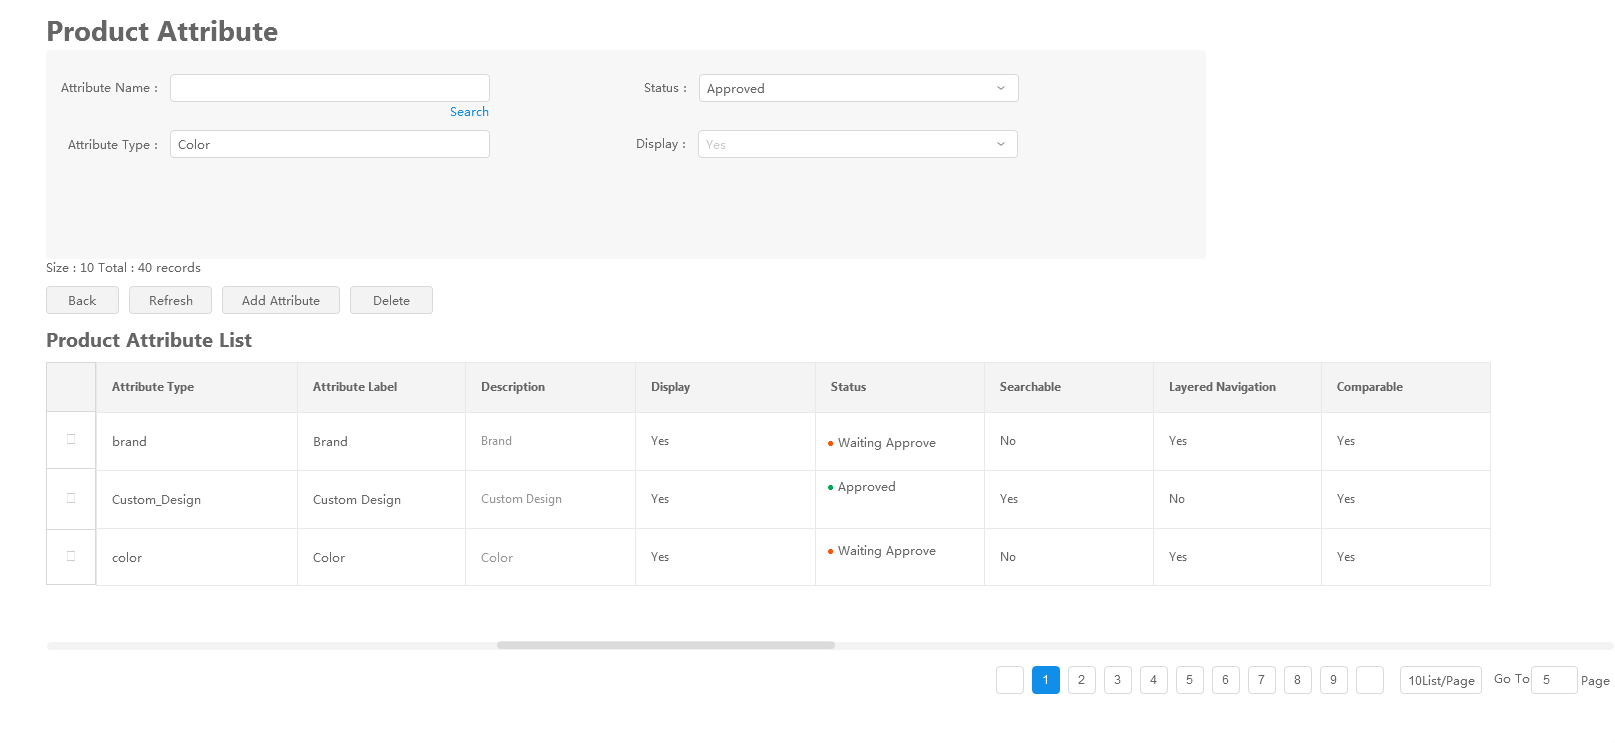 Product Attribute
Attribute Name :
Status : Approved
Search
Attribute Type : Color
Display : Yes
Size : 10 Total : 40 records
Back Refresh Add Attribute Delete
Product Attribute List
Attribute Type Attribute Label Description Display Status Searchable Layered Navigation Comparable
brand Brand Brand Yes Waiting Approve No Yes Yes
Custom_Design Custom Design Custom Design Yes Approved Yes No Yes
color Color Color Yes Waiting Approve No Yes Yes
1 2 3 4 5 6 7 8 9 10List/Page Go To 5 Page